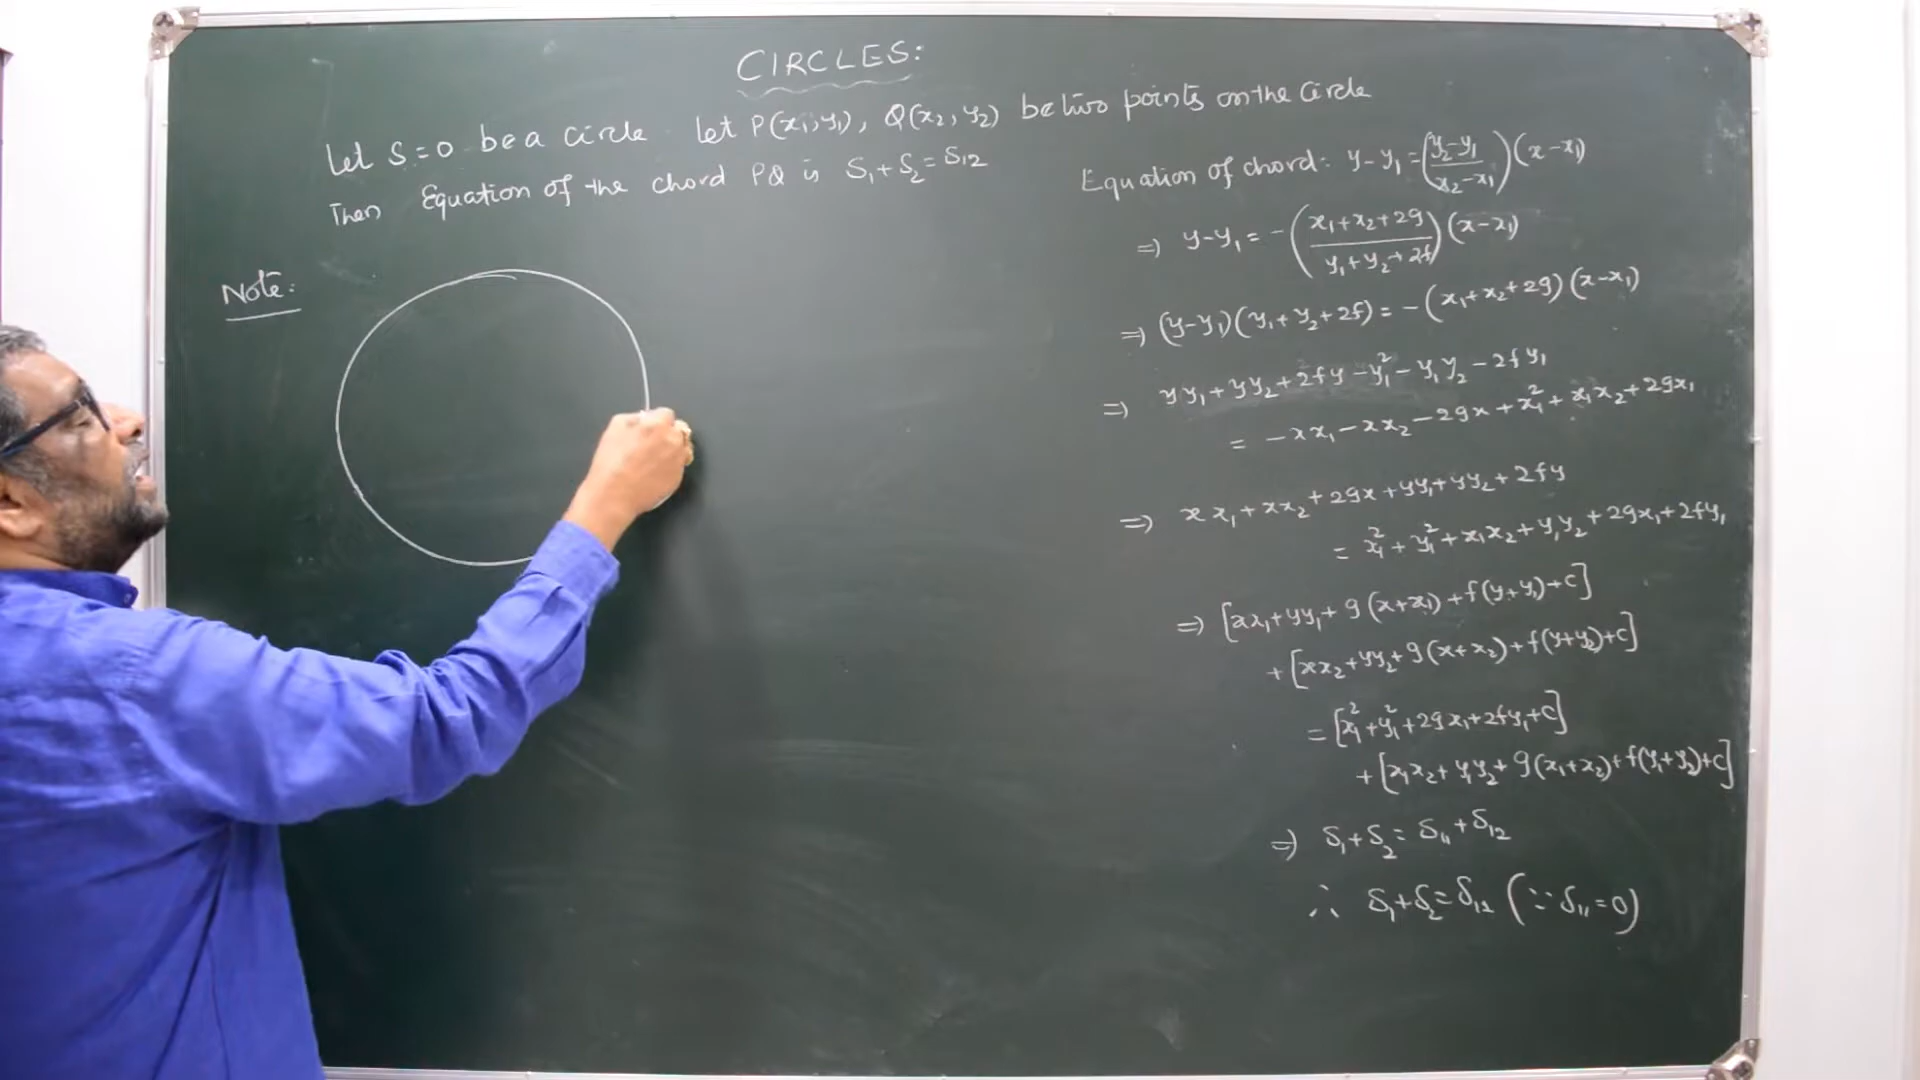 CIRCLES:
Let S=0 be a circle let P(x₁,y₁), Q(x₂,y₂) be two points on the circle
Then Equation of the chord PQ is S₁+S₂=S₁₂
Note:
Equation of chord: y-y₁=((y₂-y₁)/(x₂-x₁))(x-x₁)
⇒ y-y₁=-((x₁+x₂+2g)/(y₁+y₂+2f))(x-x₁)
⇒ (y-y₁)(y₁+y₂+2f)=-(x₁+x₂+2g)(x-x₁)
⇒ yy₁+yy₂+2fy-y₁²-y₁y₂-2fy₁
= -xx₁-xx₂-2gx+x₁²+x₁x₂+2gx₁
⇒ xx₁+xx₂+2gx+yy₁+yy₂+2fy
= x₁²+y₁²+x₁x₂+y₁y₂+2gx₁+2fy₁
⇒ [xx₁+yy₁+g(x+x₁)+f(y+y₁)+c]
+[xx₂+yy₂+g(x+x₂)+f(y+y₂)+c]
=[x₁²+y₁²+2gx₁+2fy₁+c]
+[x₁x₂+y₁y₂+g(x₁+x₂)+f(y₁+y₂)+c]
⇒ S₁+S₂=S₁₁+S₁₂
∴ S₁+S₂=S₁₂ (∵S₁₁=0)